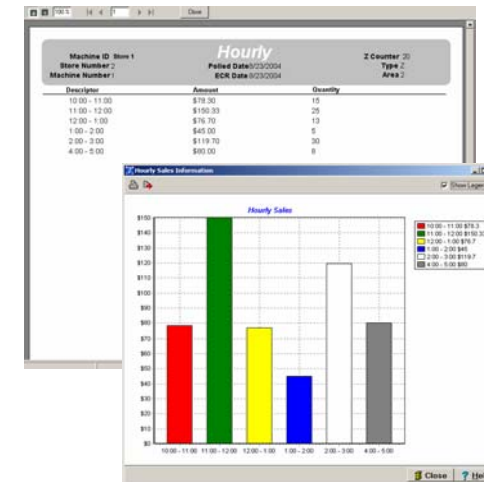 100% 1 Close
Hourly
Machine ID Store 1
Store Number 2
Machine Number 1
Polled Date 8/23/2004
ECR Date 8/23/2004
Z Counter
Type Z
Area 2
Descriptor Amount Quantity
10:00 - 11:00 $78.30 15
11:00 - 12:00 $150.33 25
12:00 - 1:00 $76.70 13
1:00 - 2:00 $45.00 5
2:00 - 3:00 $119.70 30
4:00 - 5:00 $80.00 8
Hourly Sales Information
Show Legen
Hourly Sales
$150
$140
$130
$120
$110
$100
$90
$80
$70
$60
$50
$40
$30
$20
$10
$0
10:00 - 11:00 11:00 - 12:00 12:00 - 1:00 1:00 - 2:00 2:00 - 3:00 4:00 - 5:00
10:00 - 11:00 $78.3
11:00 - 12:00 $150.33
12:00 - 1:00 $76.7
1:00 - 2:00 $45
2:00 - 3:00 $119.7
4:00 - 5:00 $80
Close ? Hel